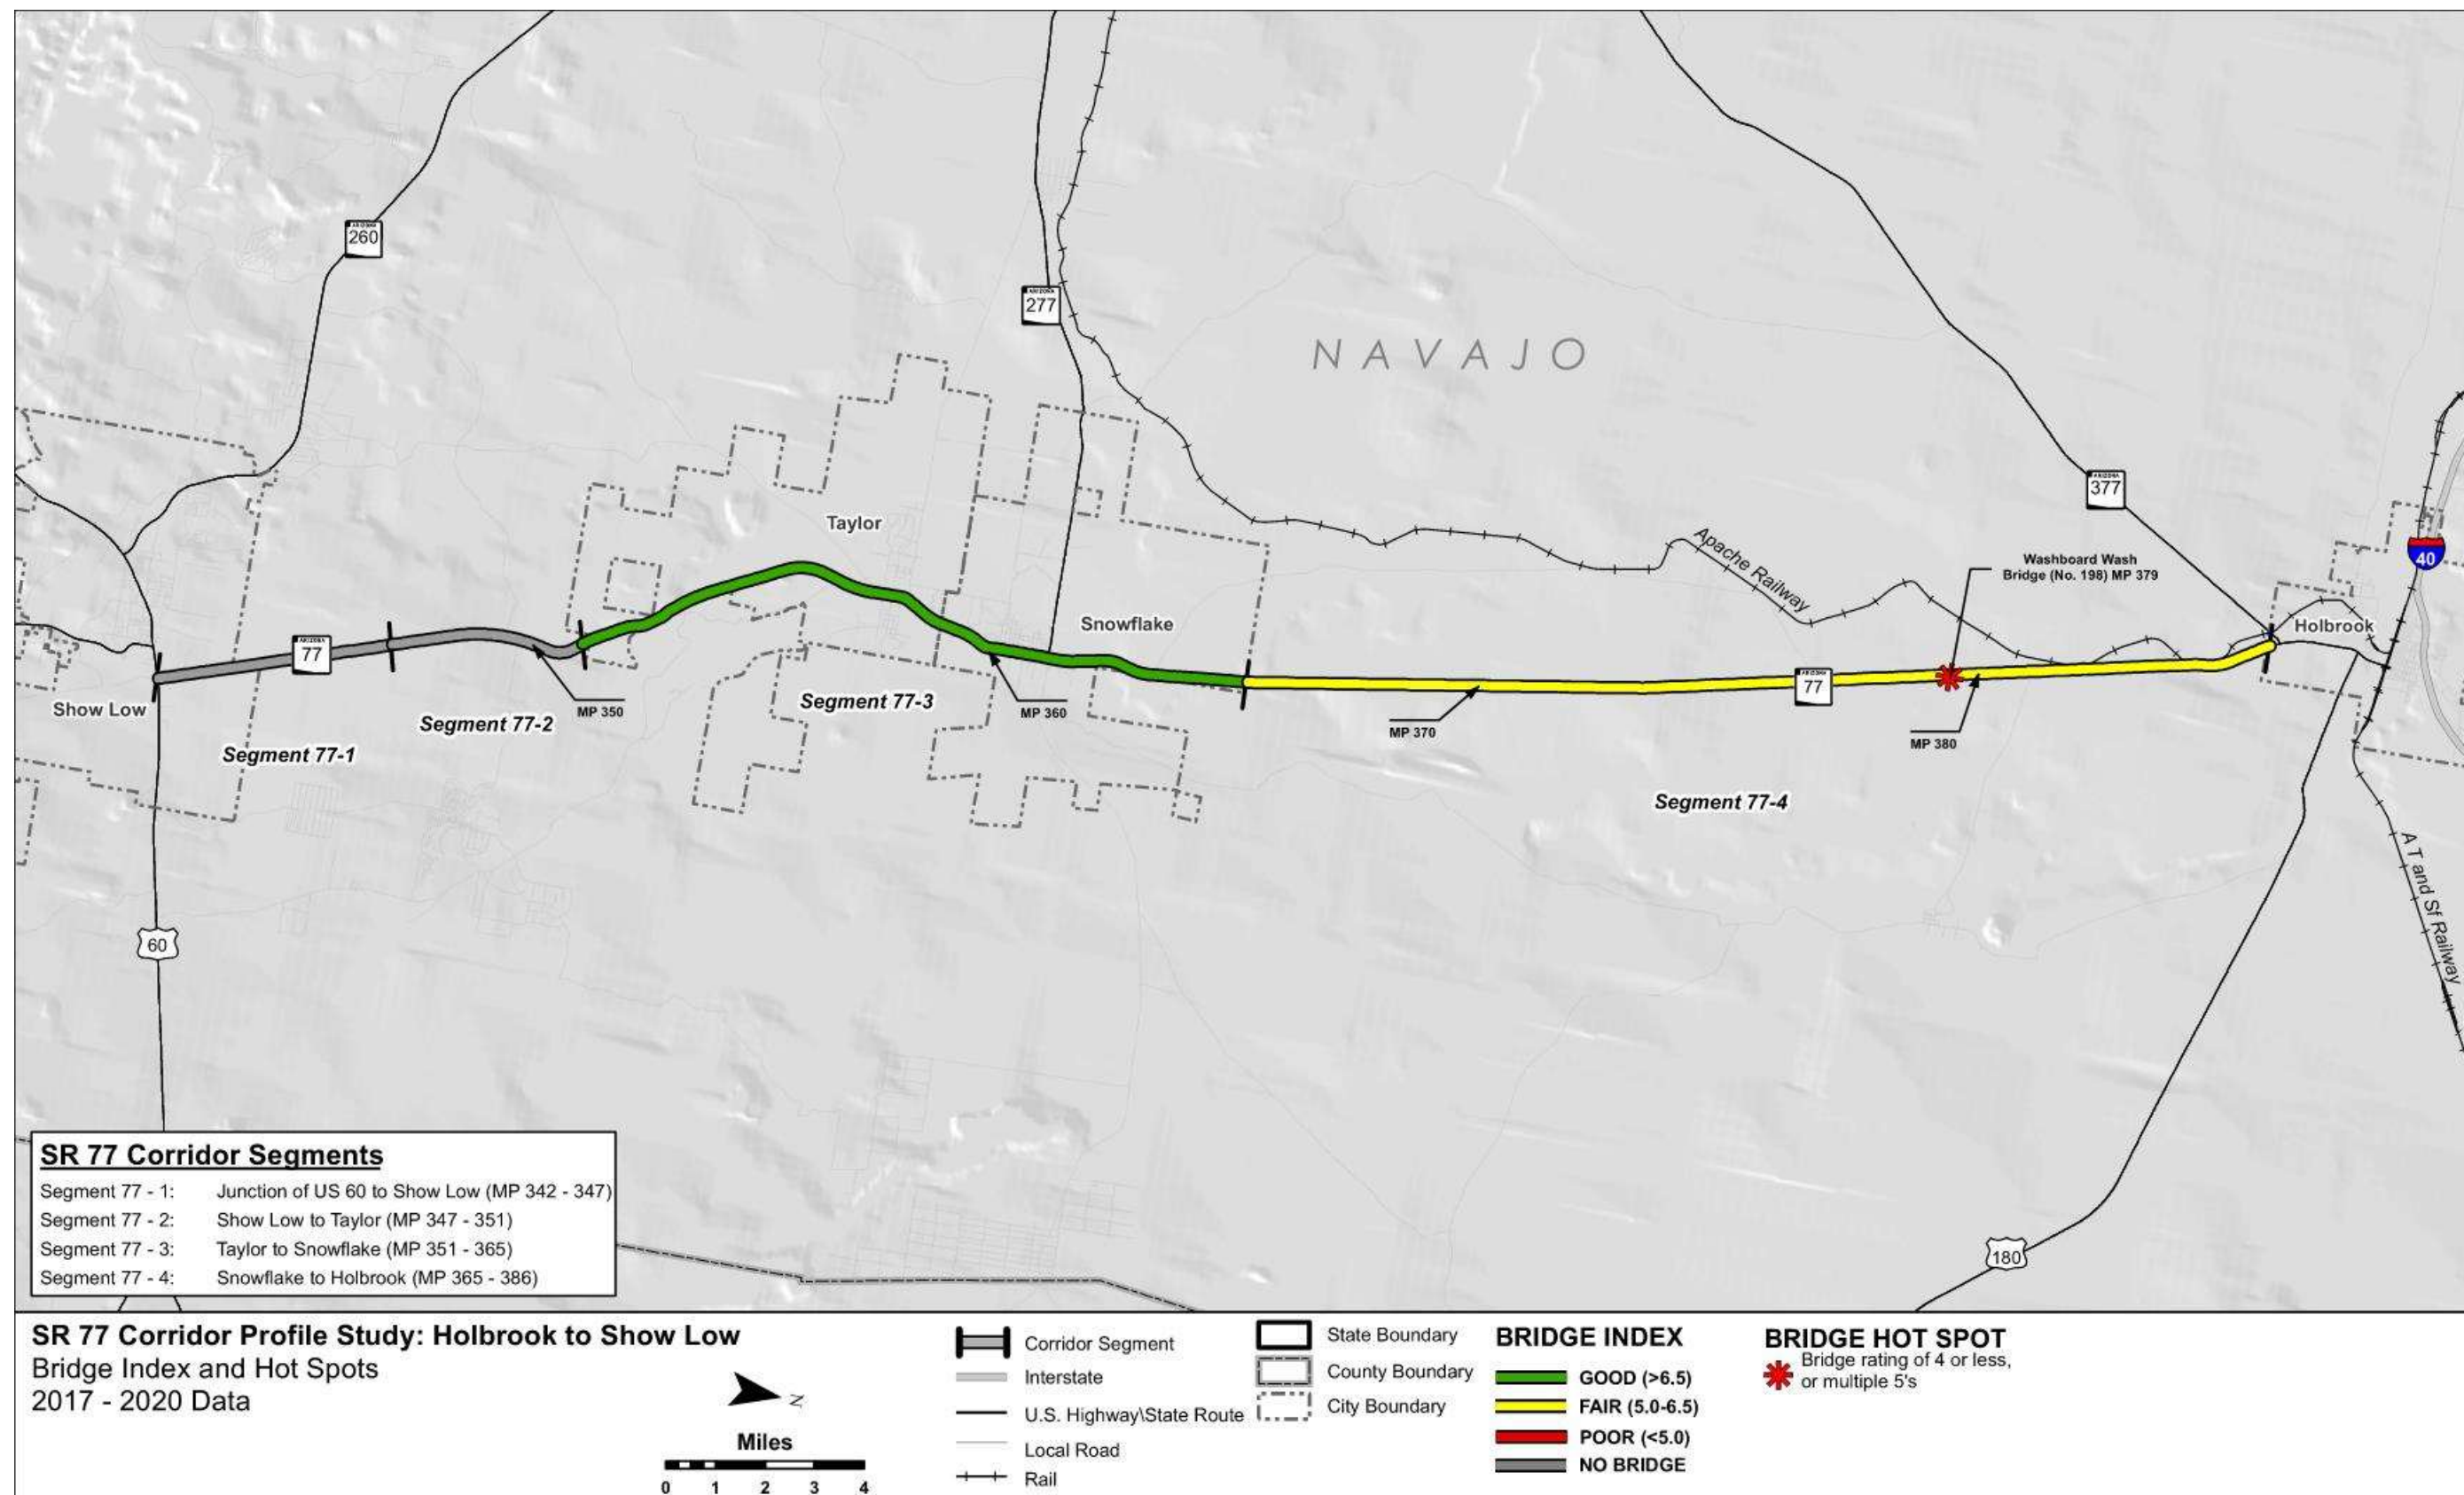 ARIZONA
260
ARIZONA
277
NAVAJO
ARIZONA
377
Taylor
Apache Railway
Washboard Wash
Bridge (No. 198) MP 379
40
Snowflake
Holbrook
ARIZONA
77
ARIZONA
77
Show Low
MP 350
Segment 77-3
MP 360
Segment 77-2
MP 370
MP 380
Segment 77-1
Segment 77-4
A T and Sf Railway
60
180
SR 77 Corridor Segments
Segment 77 - 1: Junction of US 60 to Show Low (MP 342 - 347)
Segment 77 - 2: Show Low to Taylor (MP 347 - 351)
Segment 77 - 3: Taylor to Snowflake (MP 351 - 365)
Segment 77 - 4: Snowflake to Holbrook (MP 365 - 386)
SR 77 Corridor Profile Study: Holbrook to Show Low
Bridge Index and Hot Spots
2017 - 2020 Data
N
Miles
0 1 2 3 4
Corridor Segment
Interstate
U.S. Highway\State Route
Local Road
Rail
State Boundary
County Boundary
City Boundary
BRIDGE INDEX
GOOD (>6.5)
FAIR (5.0-6.5)
POOR (<5.0)
NO BRIDGE
BRIDGE HOT SPOT
Bridge rating of 4 or less,
or multiple 5's